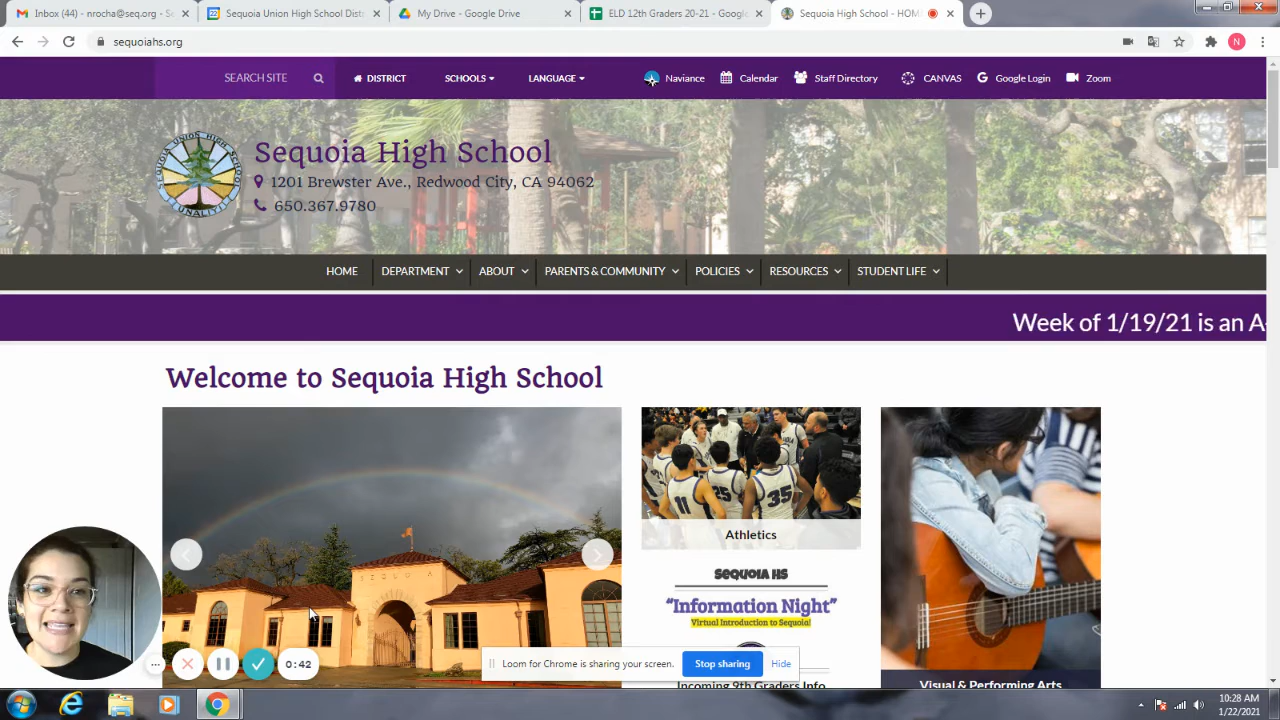 Inbox (44) - nrocha@seq.org - S
Sequoia Union High School Dist
My Drive - Google Drive
ELD 12th Graders 20-21 - Google
Sequoia High School - HOM
sequoiahs.org
N
SEARCH SITE
DISTRICT
SCHOOLS
LANGUAGE
Naviance
Calendar
Staff Directory
CANVAS
Google Login
Zoom
Sequoia High School
1201 Brewster Ave., Redwood City, CA 94062
650.367.9780
HOME
DEPARTMENT
ABOUT
PARENTS & COMMUNITY
POLICIES
RESOURCES
STUDENT LIFE
Week of 1/19/21 is an A-
Welcome to Sequoia High School
11
25
35
Athletics
SEQUOIA HS
“Information Night”
Virtual Introduction to Sequoia!
Incoming 9th Graders Info
Visual & Performing Arts
0:42
Loom for Chrome is sharing your screen.
Stop sharing
Hide
10:28 AM
1/22/2021